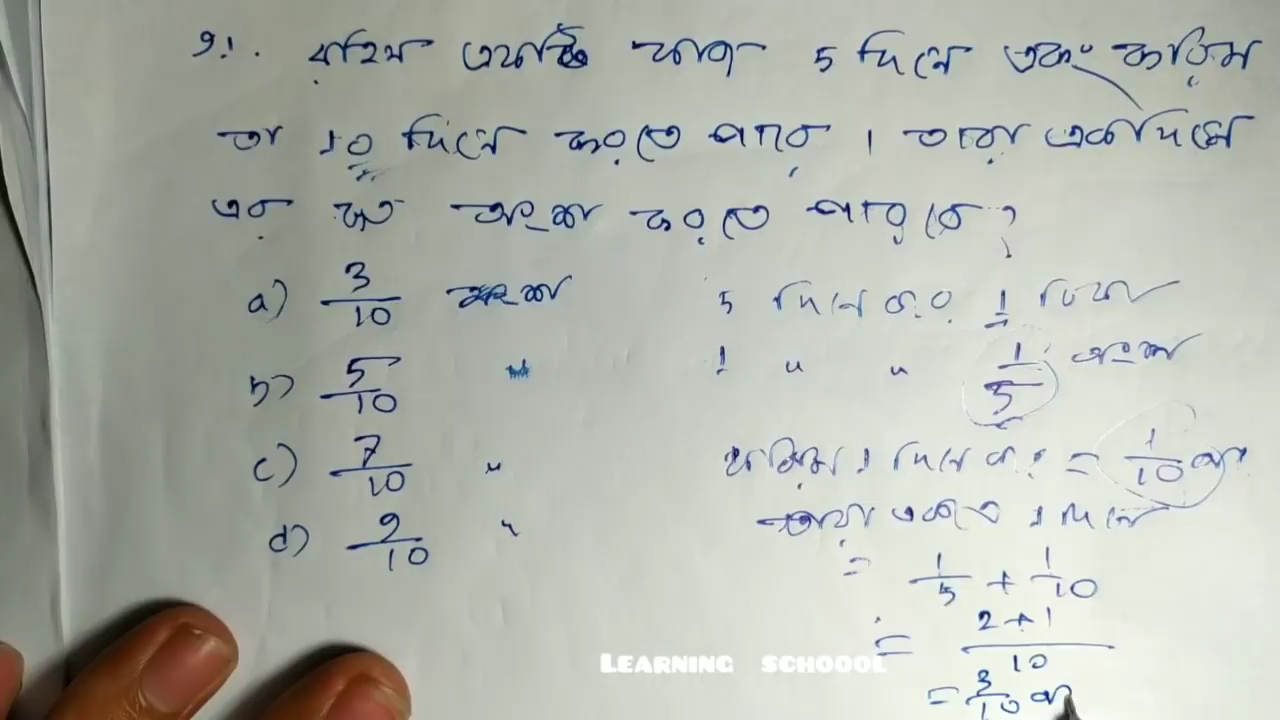 ২১. রহিম একটি কাজ 5 দিনে এবং করিম
তা 10 দিনে করতে পারে। তারা একদিনে
এর কত অংশ করতে পারবে?
a) 3/10 অংশ
b) 5/10 "
c) 7/10 "
d) 9/10 "
5 দিনে করে 1
1 " " 1/5 অংশ
করিম 1 দিনে করে = 1/10 অংশ
তারা একত্রে 1 দিনে
= 1/5 + 1/10
= 2+1/10
= 3/10 অ
LEARNING SCHOOOL